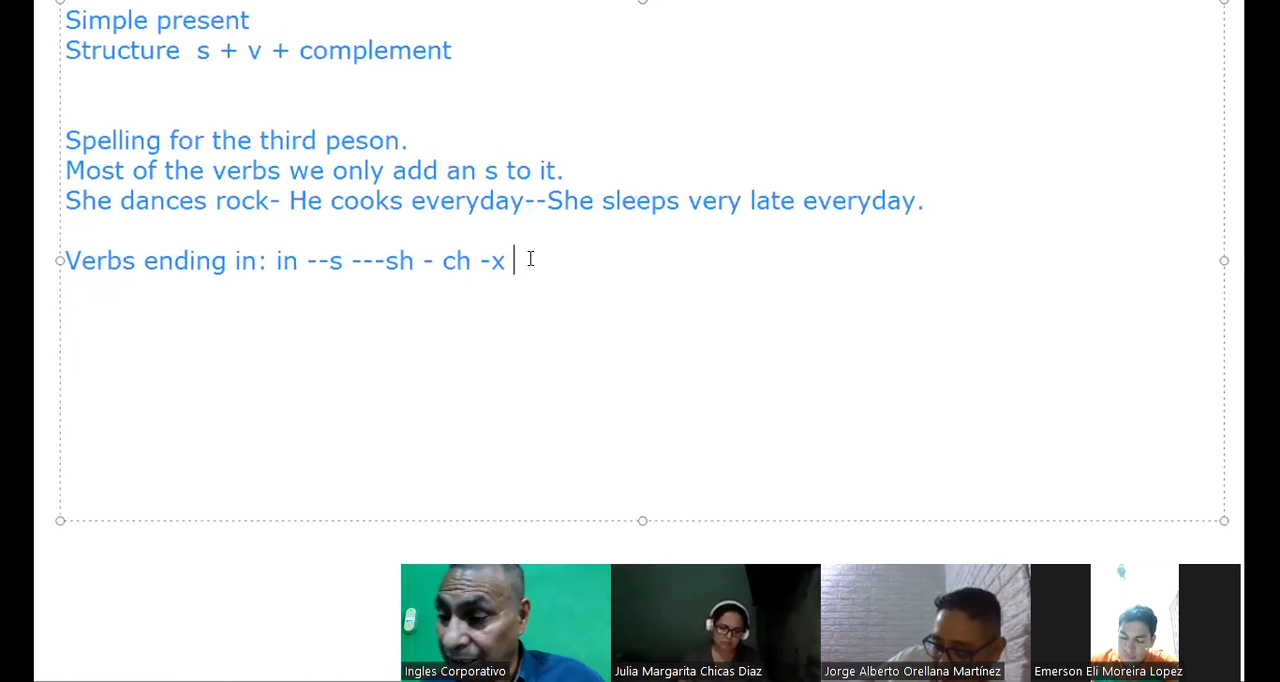 Simple present
Structure  s + v + complement
Spelling for the third peson.
Most of the verbs we only add an s to it.
She dances rock- He cooks everyday--She sleeps very late everyday.
Verbs ending in: in --s ---sh - ch -x
Ingles Corporativo
Julia Margarita Chicas Diaz
Jorge Alberto Orellana Martínez
Emerson Eli Moreira Lopez